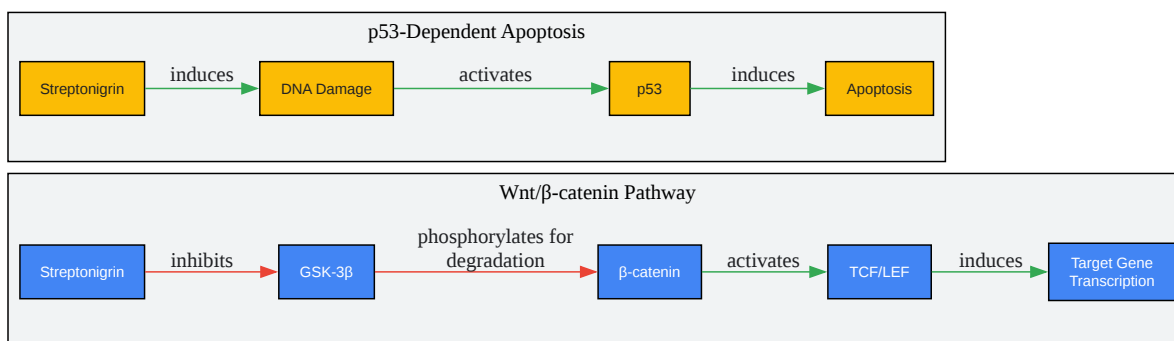 p53-Dependent Apoptosis
Streptonigrin
induces
DNA Damage
activates
p53
induces
Apoptosis
Wnt/β-catenin Pathway
Streptonigrin
inhibits
GSK-3β
phosphorylates for
degradation
β-catenin
activates
TCF/LEF
induces
Target Gene
Transcription